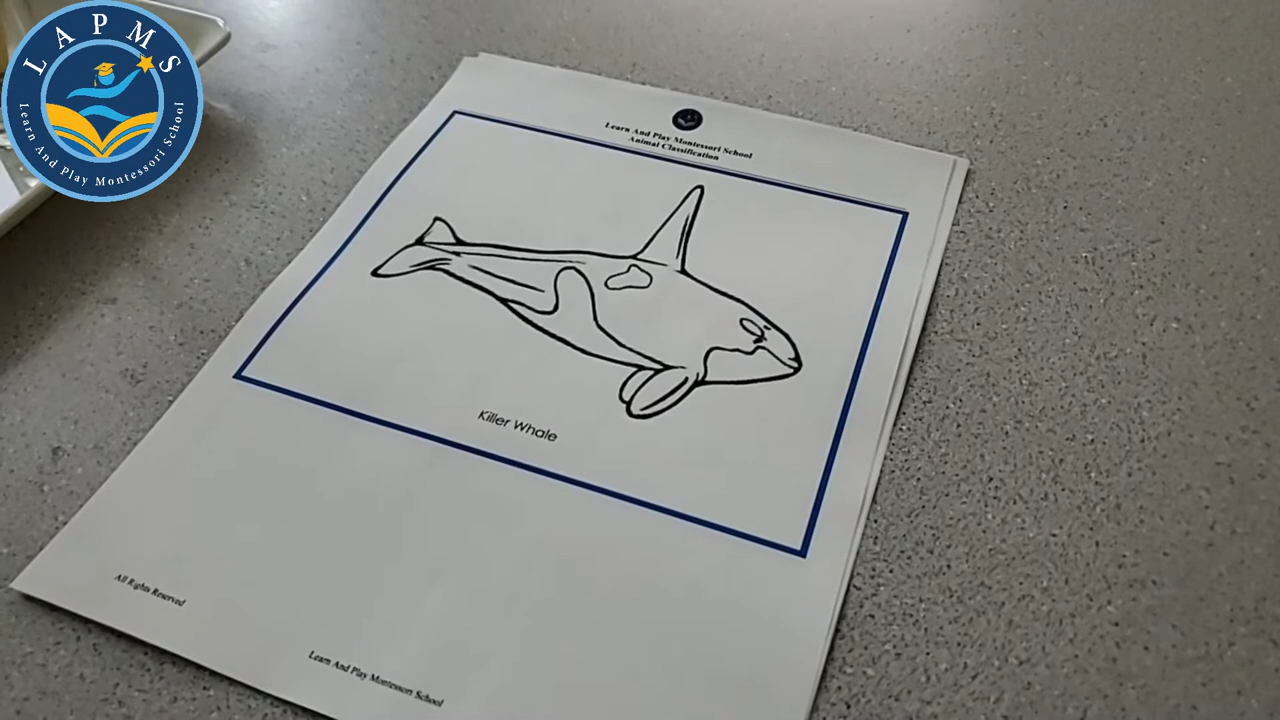 LAPMS
Learn And Play Montessori School
Learn And Play Montessori School
Animal Classification
Killer Whale
All Rights Reserved
Learn And Play Montessori School